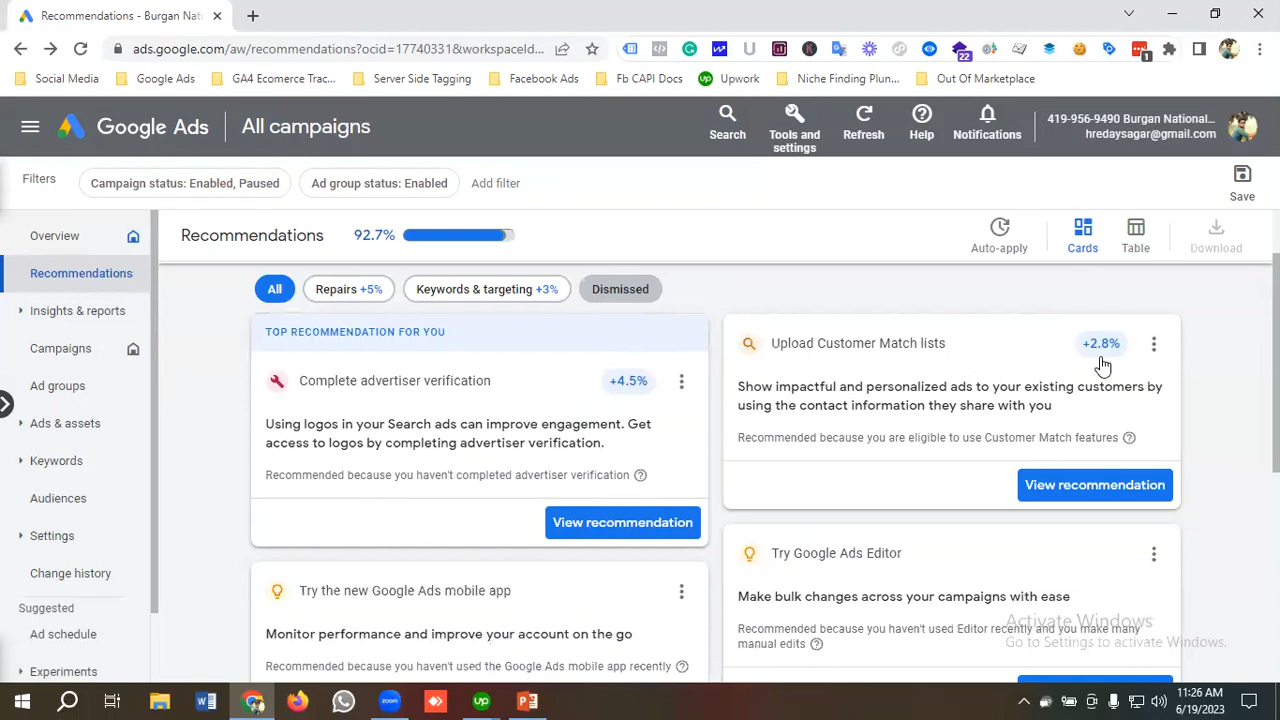 Recommendations - Burgan Nati
ads.google.com/aw/recommendations?ocid=17740331&workspaceId...
22
1
Social Media
Google Ads
GA4 Ecomerce Trac...
Server Side Tagging
Facebook Ads
Fb CAPI Docs
Upwork
Niche Finding Plun...
Out Of Marketplace
Google Ads
All campaigns
Search
Tools and
settings
Refresh
Help
Notifications
419-956-9490 Burgan National...
hredaysagar@gmail.com
Filters
Campaign status: Enabled, Paused
Ad group status: Enabled
Add filter
Save
Overview
Recommendations
Insights & reports
Campaigns
Ad groups
Ads & assets
Keywords
Audiences
Settings
Change history
Suggested
Ad schedule
Experiments
Recommendations
92.7%
Auto-apply
Cards
Table
Download
All
Repairs +5%
Keywords & targeting +3%
Dismissed
TOP RECOMMENDATION FOR YOU
Complete advertiser verification
+4.5%
Using logos in your Search ads can improve engagement. Get
access to logos by completing advertiser verification.
Recommended because you haven't completed advertiser verification
View recommendation
Upload Customer Match lists
+2.8%
Show impactful and personalized ads to your existing customers by
using the contact information they share with you
Recommended because you are eligible to use Customer Match features
View recommendation
Try the new Google Ads mobile app
Monitor performance and improve your account on the go
Recommended because you haven't used the Google Ads mobile app recently
Try Google Ads Editor
Make bulk changes across your campaigns with ease
Recommended because you haven't used Editor recently and you make many
manual edits
Activate Windows
Go to Settings to activate Windows.
11:26 AM
6/19/2023